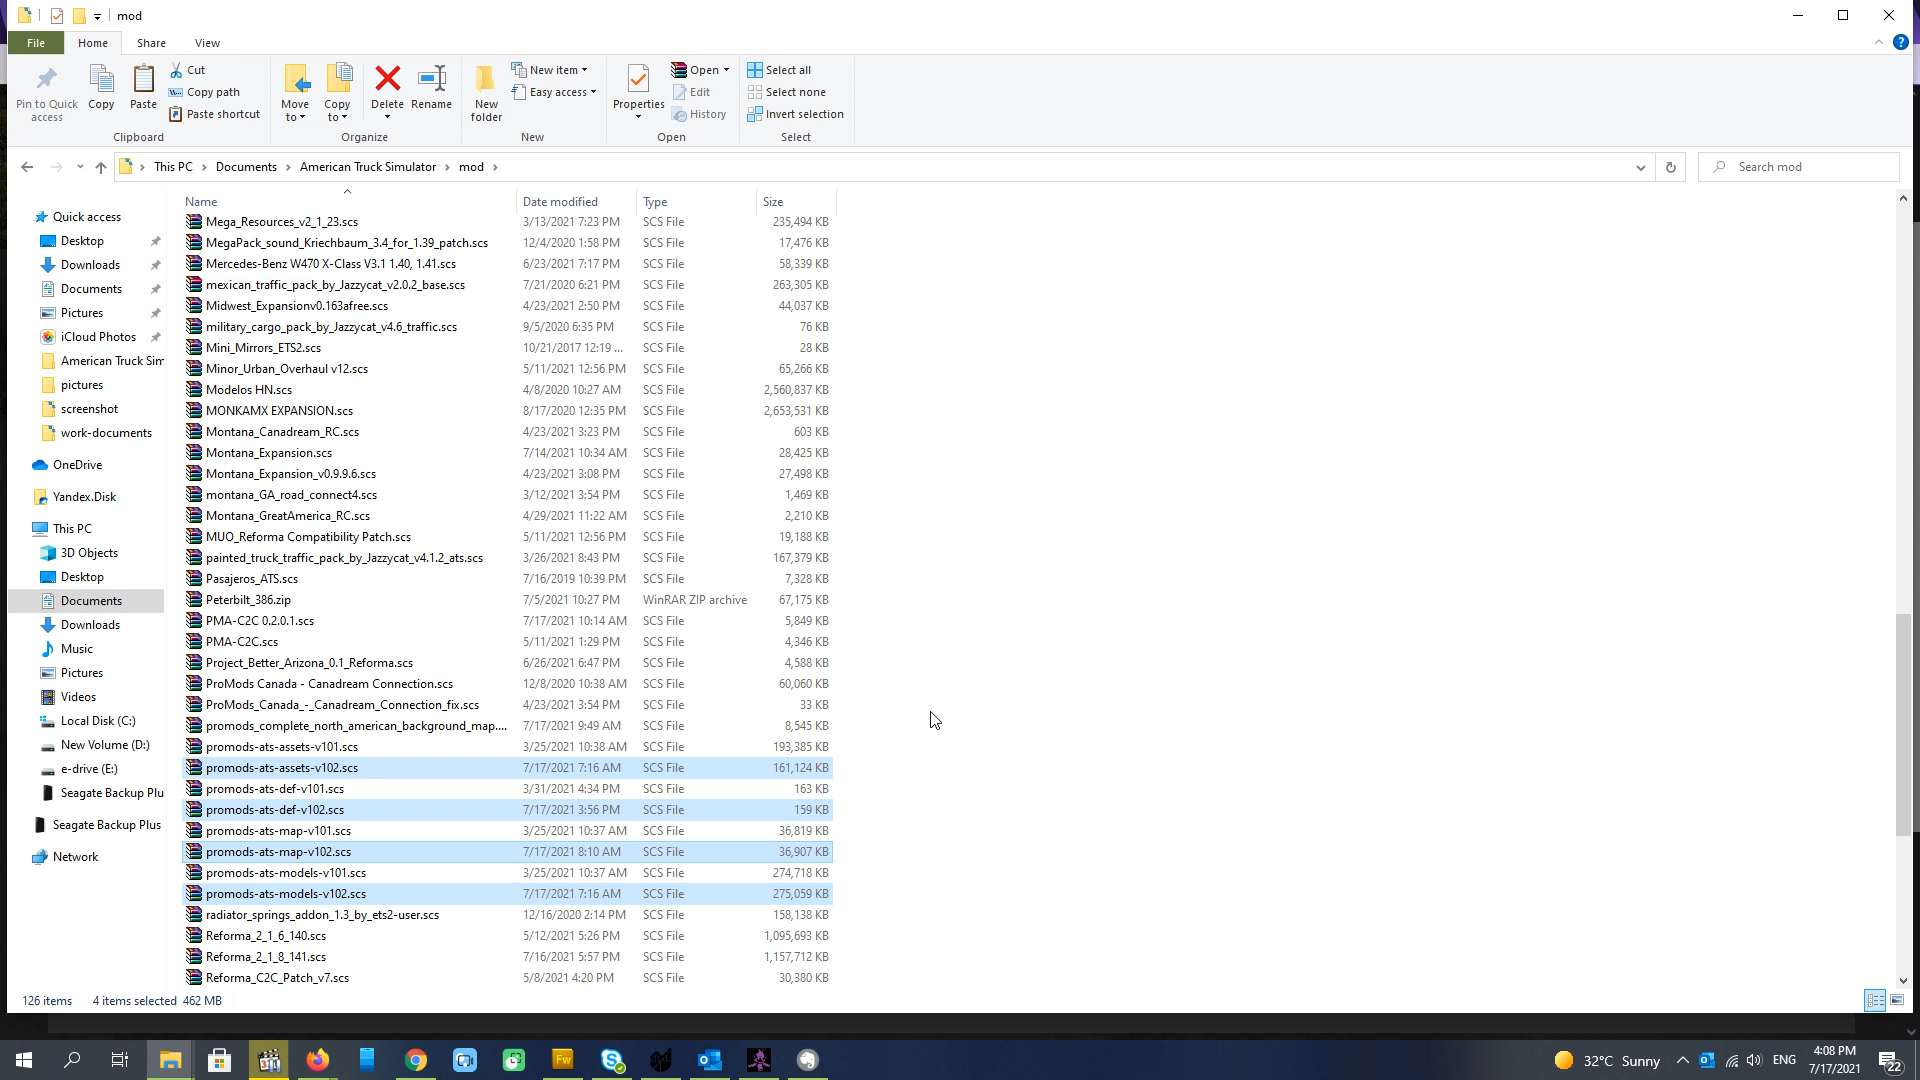 mod
File Home Share View
Pin to Quick access
Copy
Paste
Cut
Copy path
Paste shortcut
Clipboard
Move to
Copy to
Delete
Rename
Organize
New folder
New item
Easy access
New
Properties
Open
Edit
History
Open
Select all
Select none
Invert selection
Select
This PC > Documents > American Truck Simulator > mod >
Search mod
Quick access
Desktop
Downloads
Documents
Pictures
iCloud Photos
American Truck Sim
pictures
screenshot
work-documents
OneDrive
Yandex.Disk
This PC
3D Objects
Desktop
Documents
Downloads
Music
Pictures
Videos
Local Disk (C:)
New Volume (D:)
e-drive (E:)
Seagate Backup Plu
Seagate Backup Plus
Network
Name Date modified Type Size
Mega_Resources_v2_1_23.scs 3/13/2021 7:23 PM SCS File 235,494 KB
MegaPack_sound_Kriechbaum_3.4_for_1.39_patch.scs 12/4/2020 1:58 PM SCS File 17,476 KB
Mercedes-Benz W470 X-Class V3.1 1.40, 1.41.scs 6/23/2021 7:17 PM SCS File 58,339 KB
mexican_traffic_pack_by_Jazzycat_v2.0.2_base.scs 7/21/2020 6:21 PM SCS File 263,305 KB
Midwest_Expansionv0.163afree.scs 4/23/2021 2:50 PM SCS File 44,037 KB
military_cargo_pack_by_Jazzycat_v4.6_traffic.scs 9/5/2020 6:35 PM SCS File 76 KB
Mini_Mirrors_ETS2.scs 10/21/2017 12:19 ... SCS File 28 KB
Minor_Urban_Overhaul v12.scs 5/11/2021 12:56 PM SCS File 65,266 KB
Modelos HN.scs 4/8/2020 10:27 AM SCS File 2,560,837 KB
MONKAMX EXPANSION.scs 8/17/2020 12:35 PM SCS File 2,653,531 KB
Montana_Canadream_RC.scs 4/23/2021 3:23 PM SCS File 603 KB
Montana_Expansion.scs 7/14/2021 10:34 AM SCS File 28,425 KB
Montana_Expansion_v0.9.9.6.scs 4/23/2021 3:08 PM SCS File 27,498 KB
montana_GA_road_connect4.scs 3/12/2021 3:54 PM SCS File 1,469 KB
Montana_GreatAmerica_RC.scs 4/29/2021 11:22 AM SCS File 2,210 KB
MUO_Reforma Compatibility Patch.scs 5/11/2021 12:56 PM SCS File 19,188 KB
painted_truck_traffic_pack_by_Jazzycat_v4.1.2_ats.scs 3/26/2021 8:43 PM SCS File 167,379 KB
Pasajeros_ATS.scs 7/16/2019 10:39 PM SCS File 7,328 KB
Peterbilt_386.zip 7/5/2021 10:27 PM WinRAR ZIP archive 67,175 KB
PMA-C2C 0.2.0.1.scs 7/17/2021 10:14 AM SCS File 5,849 KB
PMA-C2C.scs 5/11/2021 1:29 PM SCS File 4,346 KB
Project_Better_Arizona_0.1_Reforma.scs 6/26/2021 6:47 PM SCS File 4,588 KB
ProMods Canada - Canadream Connection.scs 12/8/2020 10:38 AM SCS File 60,060 KB
ProMods_Canada_-_Canadream_Connection_fix.scs 4/23/2021 3:54 PM SCS File 33 KB
promods_complete_north_american_background_map.... 7/17/2021 9:49 AM SCS File 8,545 KB
promods-ats-assets-v101.scs 3/25/2021 10:38 AM SCS File 193,385 KB
promods-ats-assets-v102.scs 7/17/2021 7:16 AM SCS File 161,124 KB
promods-ats-def-v101.scs 3/31/2021 4:34 PM SCS File 163 KB
promods-ats-def-v102.scs 7/17/2021 3:56 PM SCS File 159 KB
promods-ats-map-v101.scs 3/25/2021 10:37 AM SCS File 36,819 KB
promods-ats-map-v102.scs 7/17/2021 8:10 AM SCS File 36,907 KB
promods-ats-models-v101.scs 3/25/2021 10:37 AM SCS File 274,718 KB
promods-ats-models-v102.scs 7/17/2021 7:16 AM SCS File 275,059 KB
radiator_springs_addon_1.3_by_ets2-user.scs 12/16/2020 2:14 PM SCS File 158,138 KB
Reforma_2_1_6_140.scs 5/12/2021 5:26 PM SCS File 1,095,693 KB
Reforma_2_1_8_141.scs 7/16/2021 5:57 PM SCS File 1,157,712 KB
Reforma_C2C_Patch_v7.scs 5/8/2021 4:20 PM SCS File 30,380 KB
126 items 4 items selected 462 MB
Fw
32°C Sunny
ENG
4:08 PM
7/17/2021
22